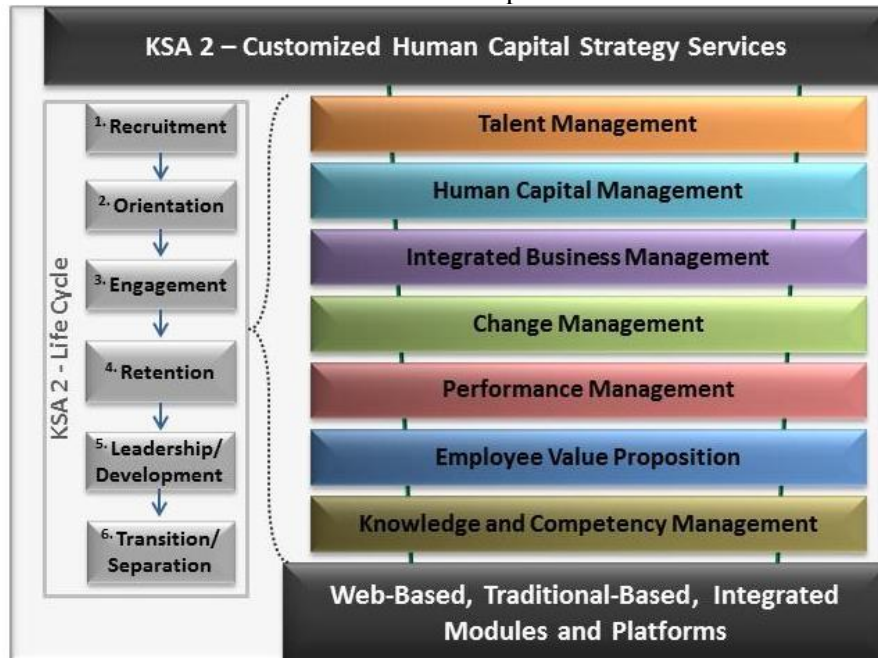 KSA 2 – Customized Human Capital Strategy Services
KSA 2 - Life Cycle
1. Recruitment
2. Orientation
3. Engagement
4. Retention
5. Leadership/
Development
6. Transition/
Separation
Talent Management
Human Capital Management
Integrated Business Management
Change Management
Performance Management
Employee Value Proposition
Knowledge and Competency Management
Web-Based, Traditional-Based, Integrated
Modules and Platforms